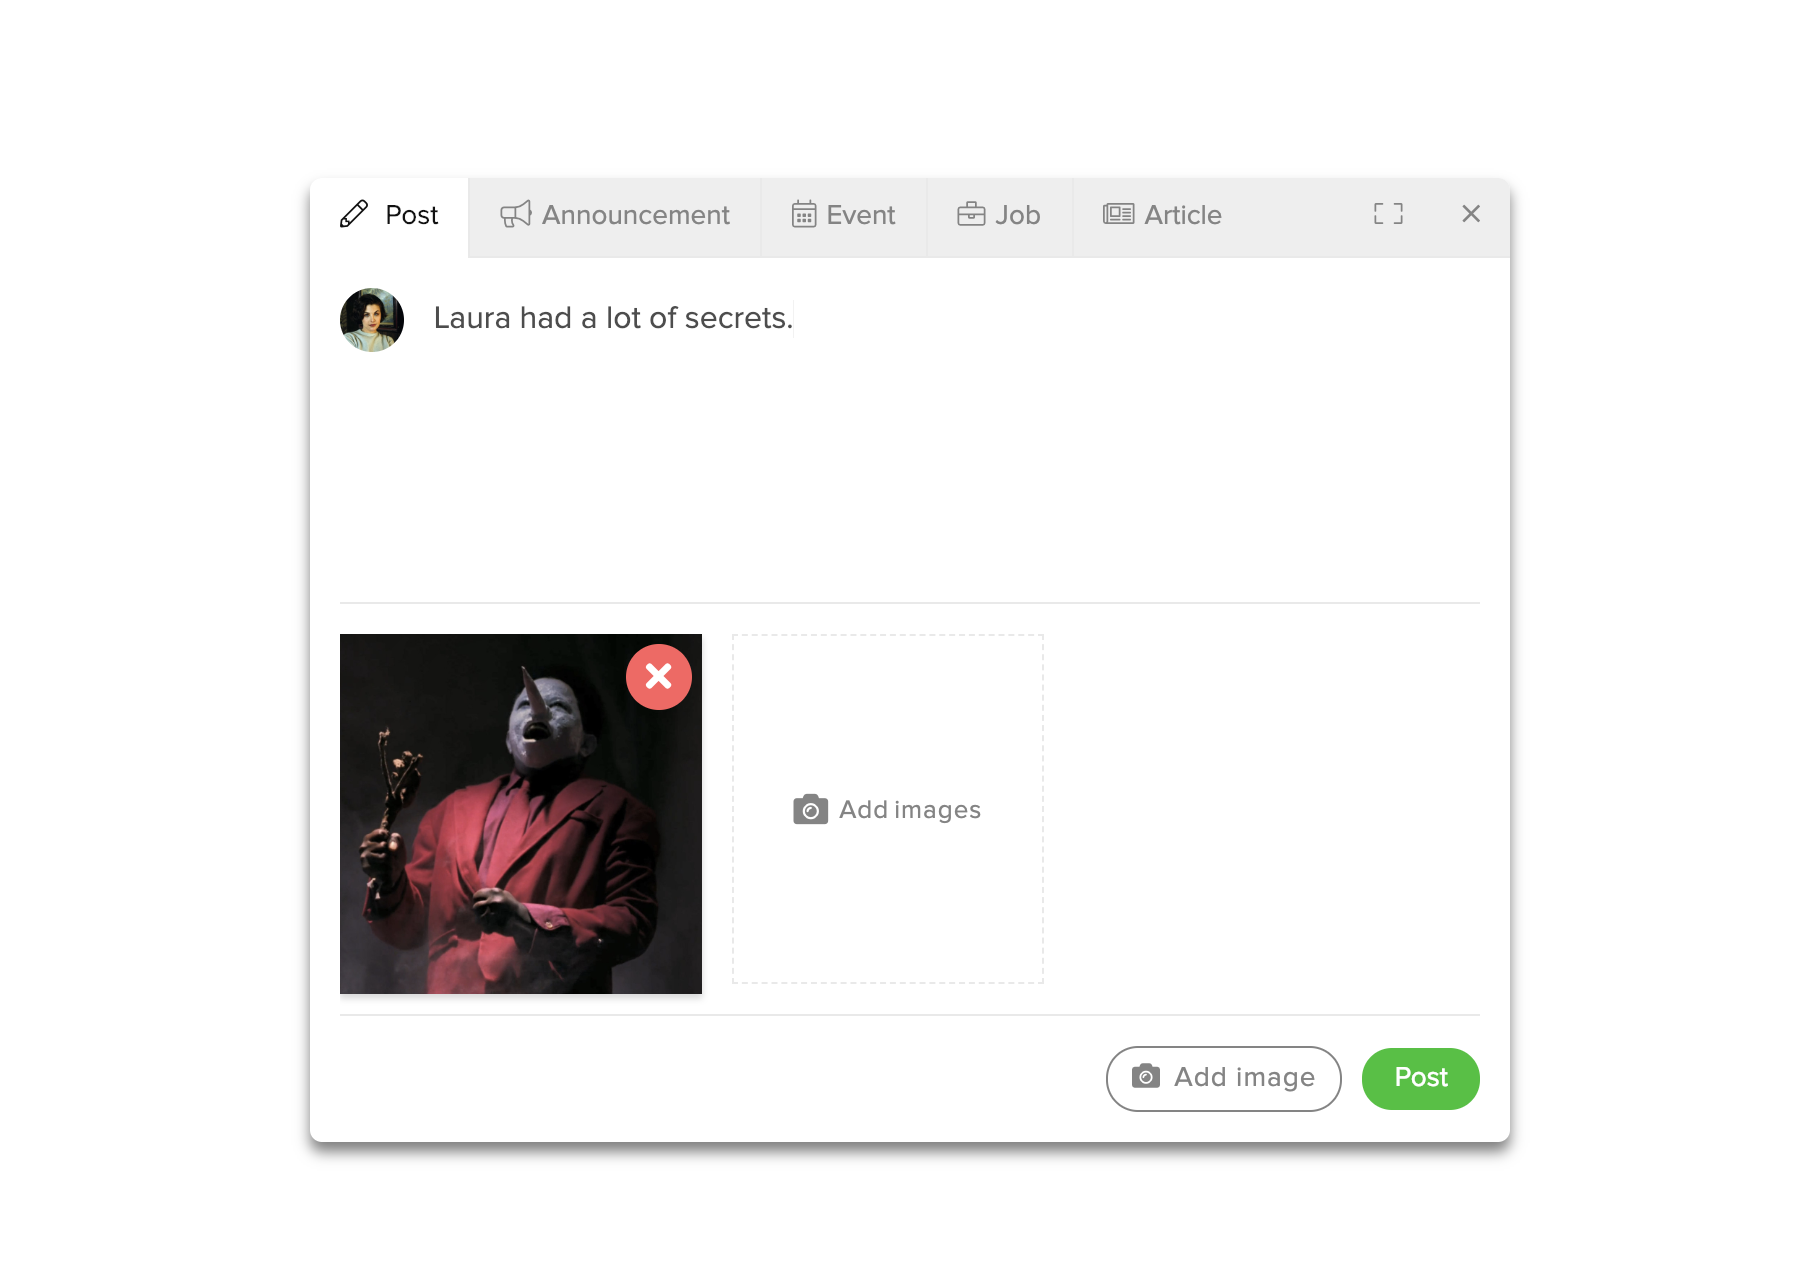 Post Announcement Event Job Article
Laura had a lot of secrets.
Add images
Add image Post